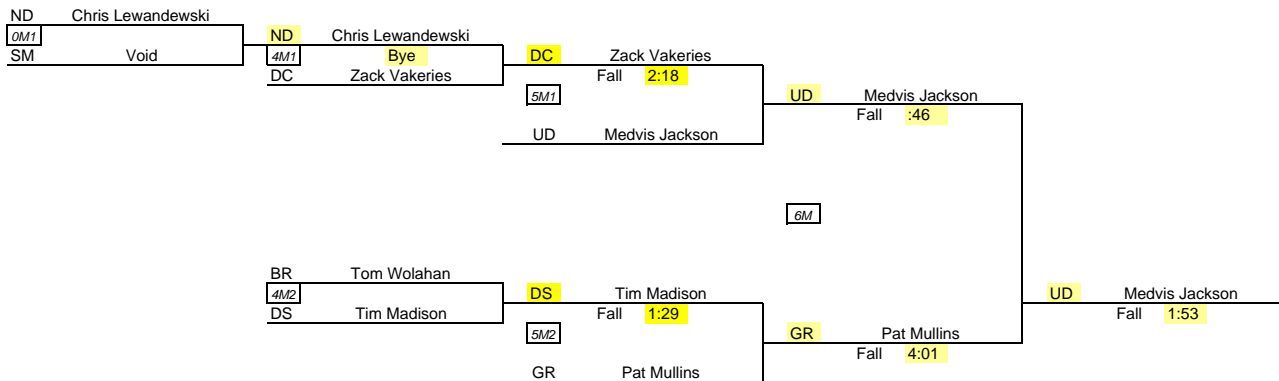 ND Chris Lewandewski
0M1
SM Void
ND Chris Lewandewski
4M1 Bye
DC Zack Vakeries
DC Zack Vakeries
Fall 2:18
5M1
UD Medvis Jackson
UD Medvis Jackson
Fall :46
6M
BR Tom Wolahan
4M2
DS Tim Madison
DS Tim Madison
Fall 1:29
5M2
GR Pat Mullins
GR Pat Mullins
Fall 4:01
UD Medvis Jackson
Fall 1:53